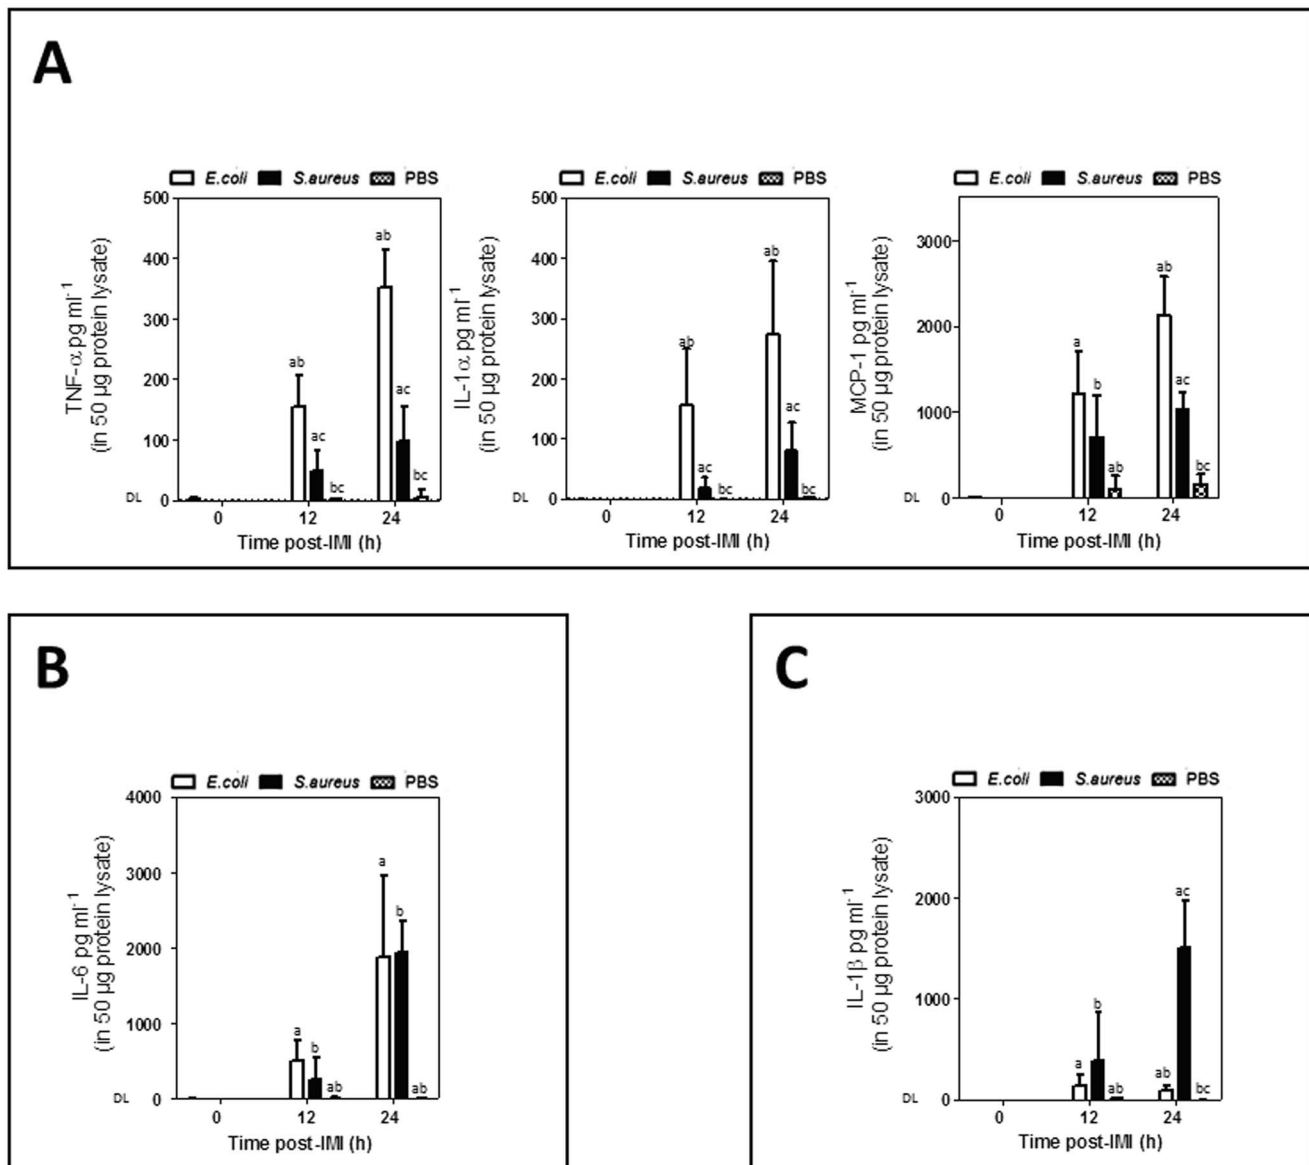 A
E.coli S.aureus PBS
TNF-α pg ml⁻¹
(in 50 µg protein lysate)
500
400
300
200
100
0
DL
ab
ac
bc
ab
ac
bc
0 12 24
Time post-IMI (h)
E.coli S.aureus PBS
IL-1α pg ml⁻¹
(in 50 µg protein lysate)
500
400
300
200
100
0
DL
ab
ac
bc
ab
ac
bc
0 12 24
Time post-IMI (h)
E.coli S.aureus PBS
MCP-1 pg ml⁻¹
(in 50 µg protein lysate)
3000
2000
1000
0
DL
a
b
ab
ab
ac
bc
0 12 24
Time post-IMI (h)
B
E.coli S.aureus PBS
IL-6 pg ml⁻¹
(in 50 µg protein lysate)
4000
3000
2000
1000
0
DL
a
b
ab
a
b
ab
0 12 24
Time post-IMI (h)
C
E.coli S.aureus PBS
IL-1β pg ml⁻¹
(in 50 µg protein lysate)
3000
2000
1000
0
DL
a
b
ab
ab
ac
bc
0 12 24
Time post-IMI (h)